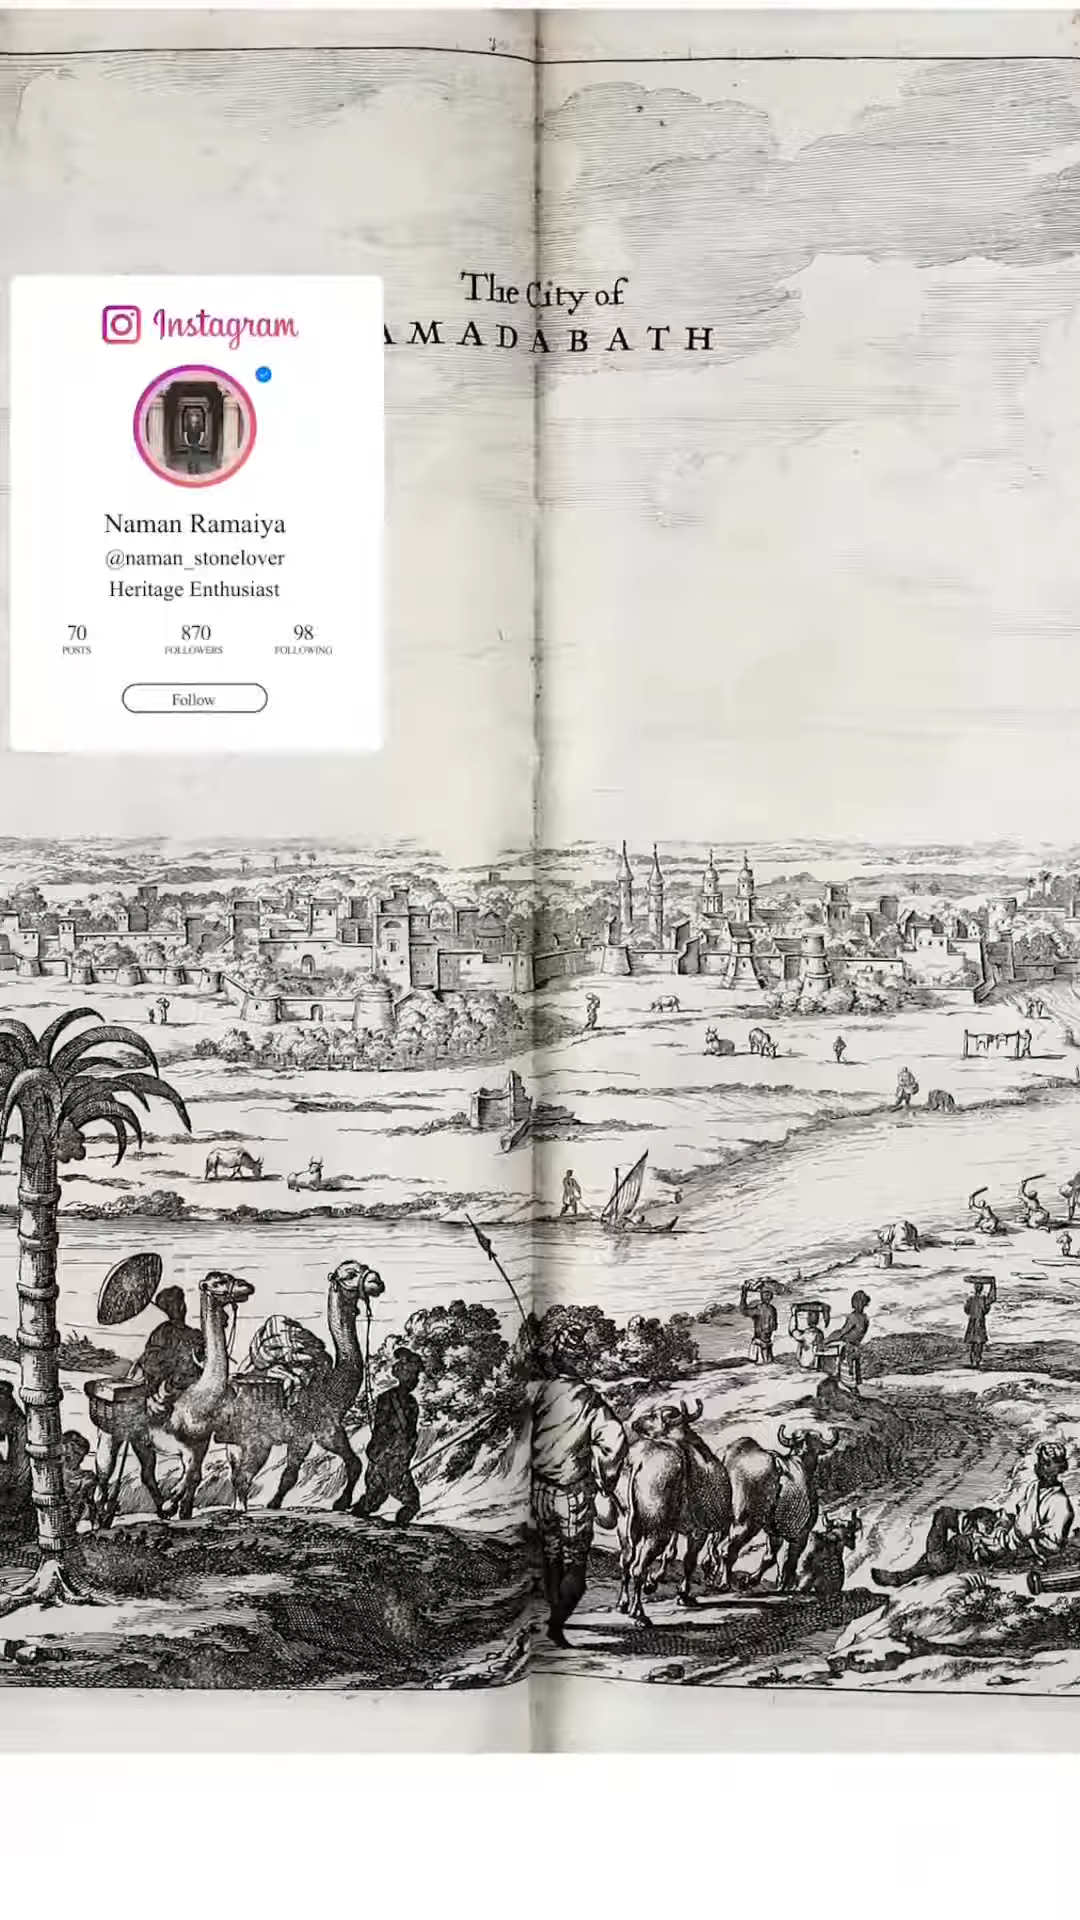 The City of
AMADABATH
Instagram
Naman Ramaiya
@naman_stonelover
Heritage Enthusiast
70 870 98
POSTS FOLLOWERS FOLLOWING
Follow